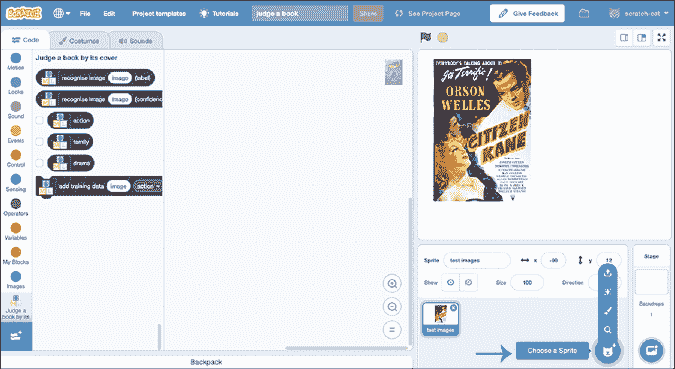 SCRATCH File Edit Project templates Tutorials judge a book Share See Project Page Give Feedback scratch-cat
Code Costumes Sounds
Motion
Looks
Sound
Events
Control
Sensing
Operators
Variables
My Blocks
Images
Judge a book by its
Judge a book by its cover
recognise image image (label)
recognise image image (confidenc
action
family
drama
add training data image action
EVERYBODY'S TALKING ABOUT IT
It's Terrific!
ORSON
WELLES
CITIZEN
KANE
Sprite test images x y 12
Show Size 100 Direction
test images
Stage
Backdrops
1
Choose a Sprite
Backpack